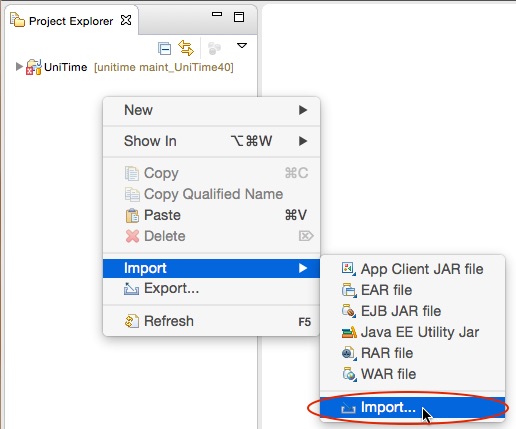 Project Explorer
UniTime [unitime maint_UniTime40]
New
Show In ⌥⌘W
Copy ⌘C
Copy Qualified Name
Paste ⌘V
Delete ⌦
Import
Export...
Refresh F5
App Client JAR file
EAR file
EJB JAR file
Java EE Utility Jar
RAR file
WAR file
Import...